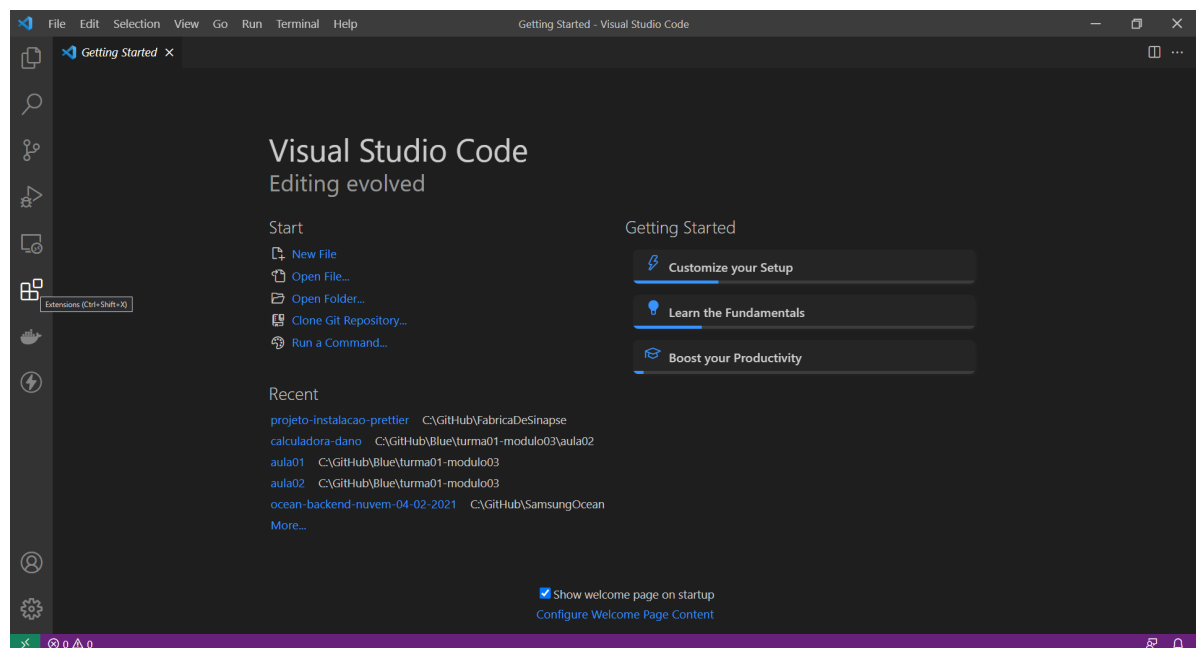 File Edit Selection View Go Run Terminal Help Getting Started - Visual Studio Code
Getting Started
Visual Studio Code
Editing evolved
Start
New File
Open File...
Open Folder...
Clone Git Repository...
Run a Command...
Getting Started
Customize your Setup
Learn the Fundamentals
Boost your Productivity
Extensions (Ctrl+Shift+X)
Recent
projeto-instalacao-prettier C:\GitHub\FabricaDeSinapse
calculadora-dano C:\GitHub\Blue\turma01-modulo03\aula02
aula01 C:\GitHub\Blue\turma01-modulo03
aula02 C:\GitHub\Blue\turma01-modulo03
ocean-backend-nuvem-04-02-2021 C:\GitHub\SamsungOcean
More...
Show welcome page on startup
Configure Welcome Page Content
0 0